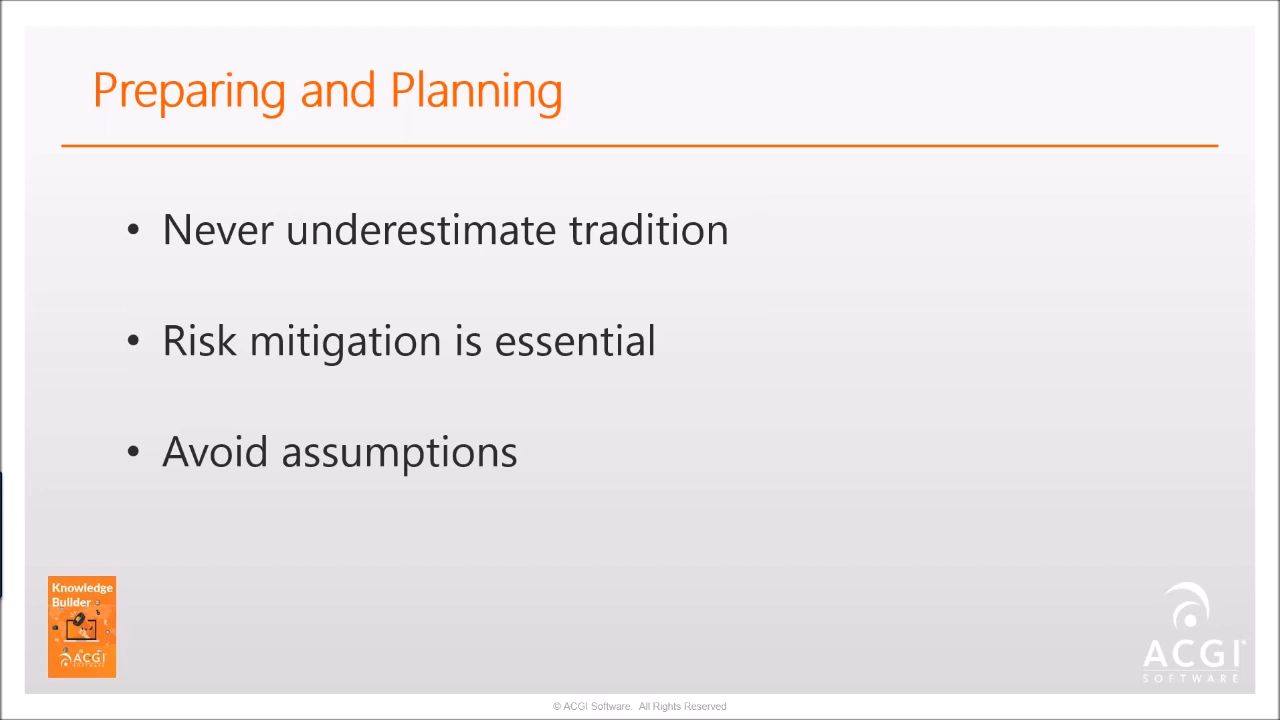 Preparing and Planning
• Never underestimate tradition
• Risk mitigation is essential
• Avoid assumptions
Knowledge
Builder
ACGI
SOFTWARE
ACGI
SOFTWARE
© ACGI Software. All Rights Reserved